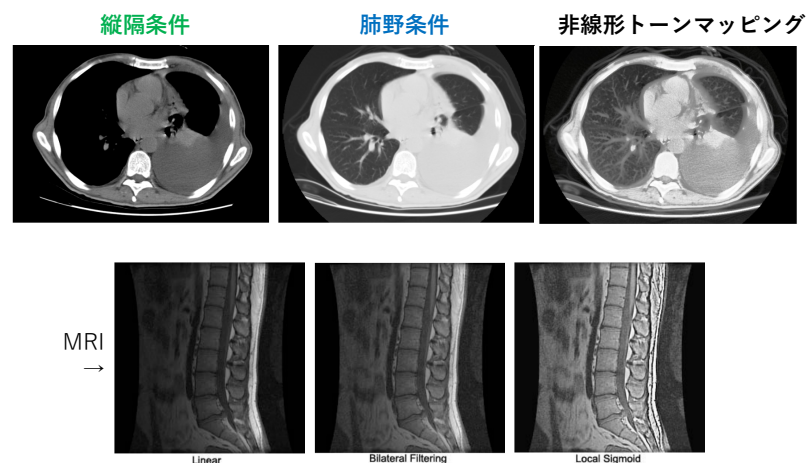 縦隔条件
肺野条件
非線形トーンマッピング
MRI
→
Linear
Bilateral Filtering
Local Sigmoid